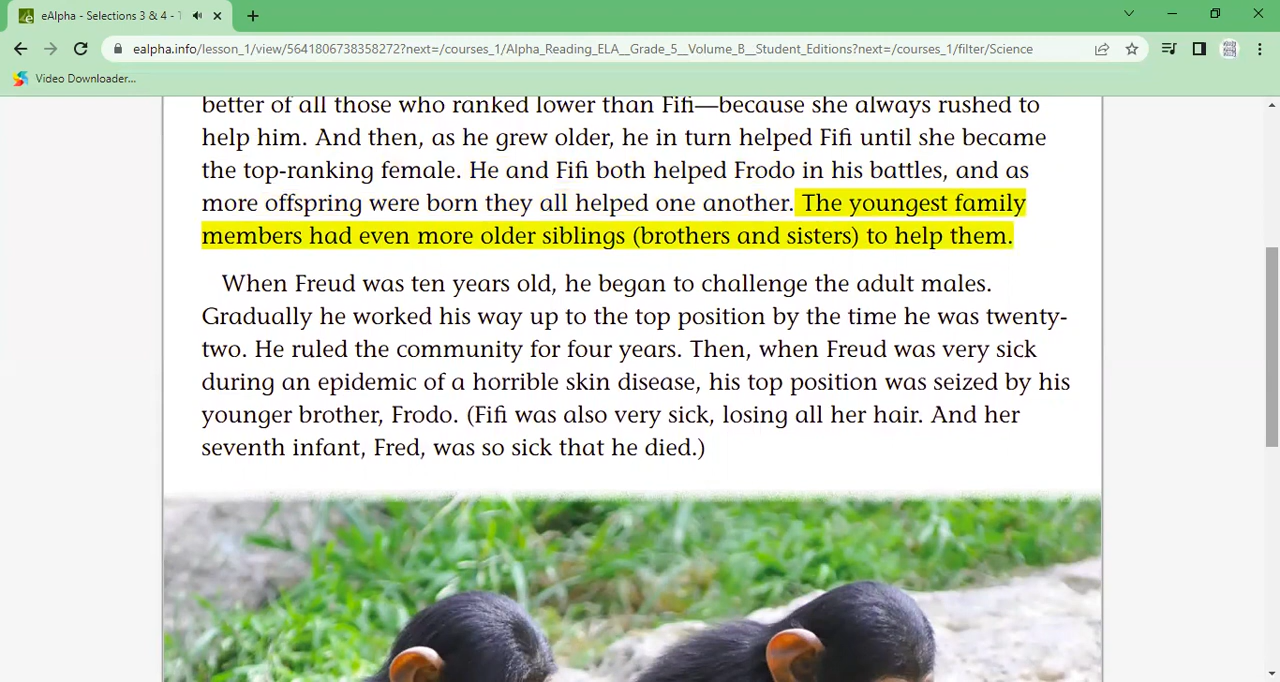 eAlpha - Selections 3 & 4 - T
ealpha.info/lesson_1/view/5641806738358272?next=/courses_1/Alpha_Reading_ELA__Grade_5__Volume_B__Student_Editions?next=/courses_1/filter/Science
Video Downloader...
better of all those who ranked lower than Fifi—because she always rushed to
help him. And then, as he grew older, he in turn helped Fifi until she became
the top-ranking female. He and Fifi both helped Frodo in his battles, and as
more offspring were born they all helped one another. The youngest family
members had even more older siblings (brothers and sisters) to help them.
When Freud was ten years old, he began to challenge the adult males.
Gradually he worked his way up to the top position by the time he was twenty-
two. He ruled the community for four years. Then, when Freud was very sick
during an epidemic of a horrible skin disease, his top position was seized by his
younger brother, Frodo. (Fifi was also very sick, losing all her hair. And her
seventh infant, Fred, was so sick that he died.)